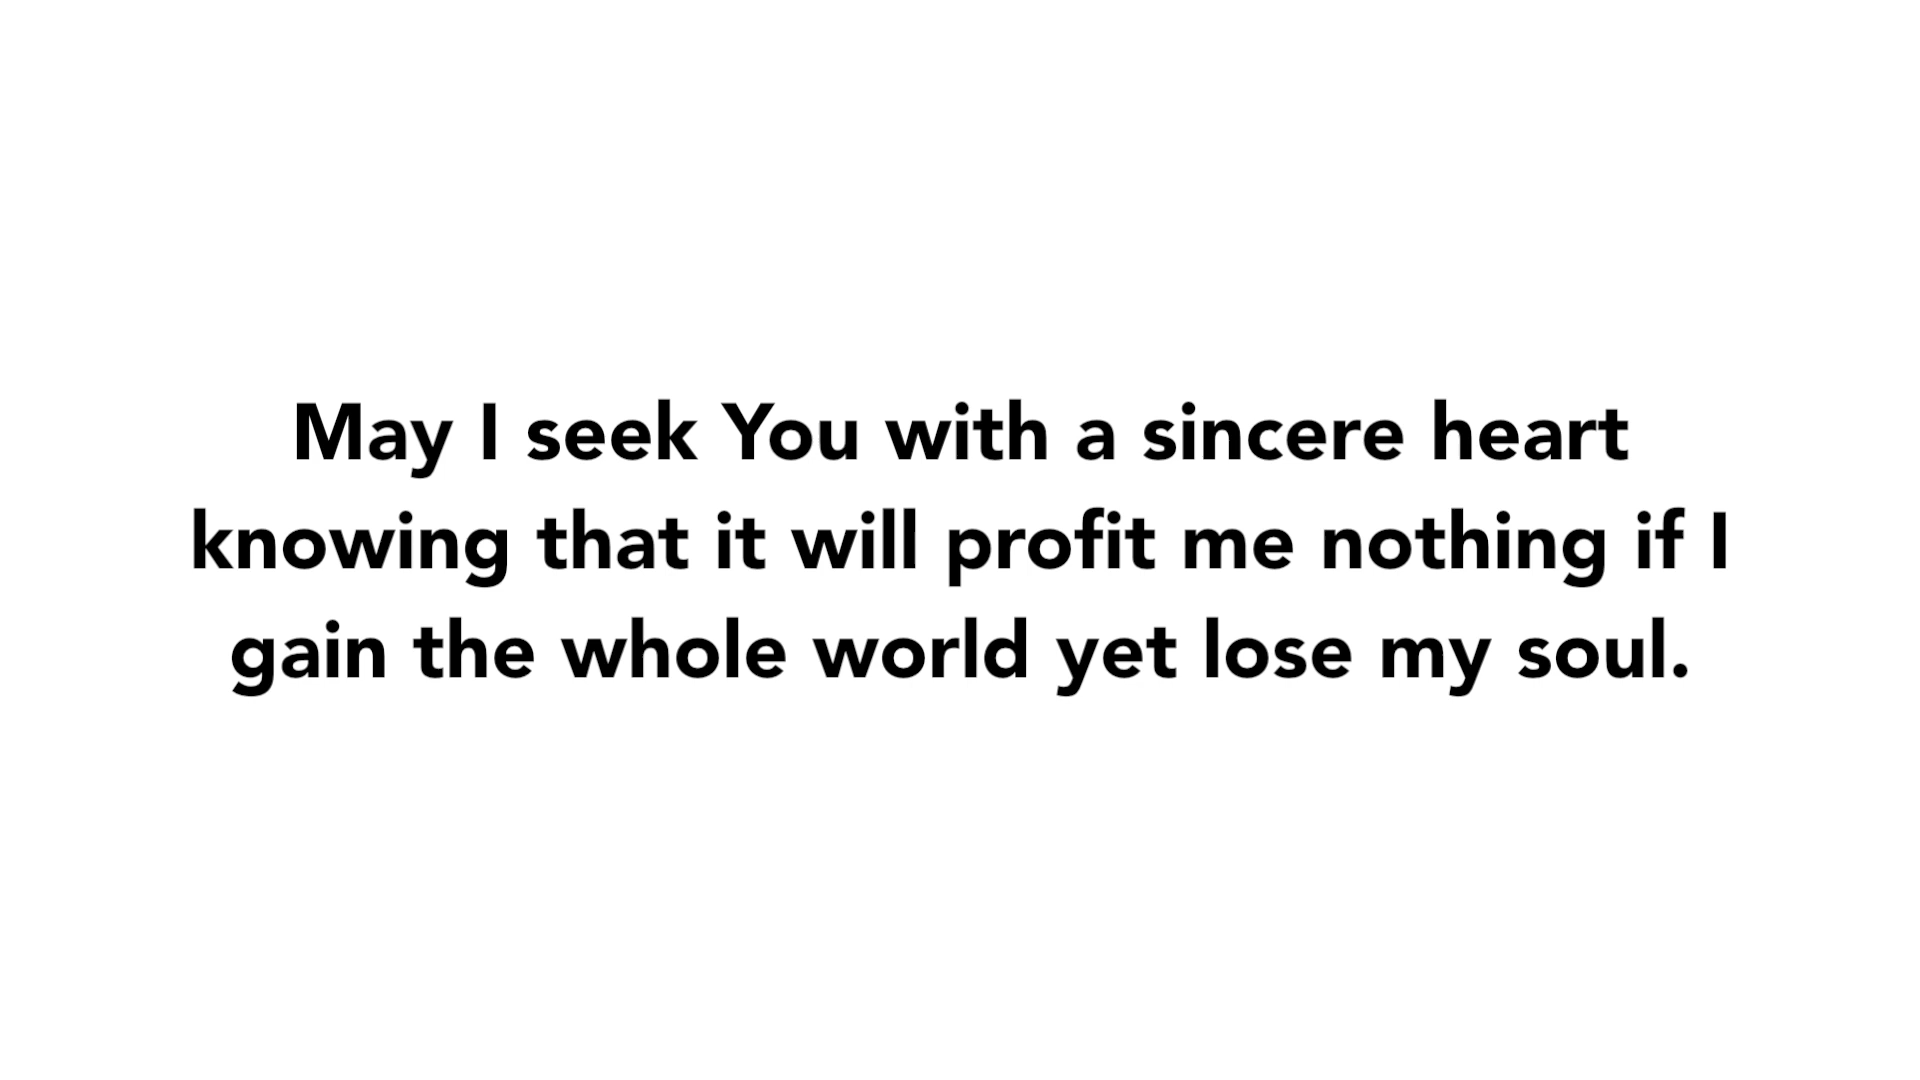 May I seek You with a sincere heart
knowing that it will profit me nothing if I
gain the whole world yet lose my soul.